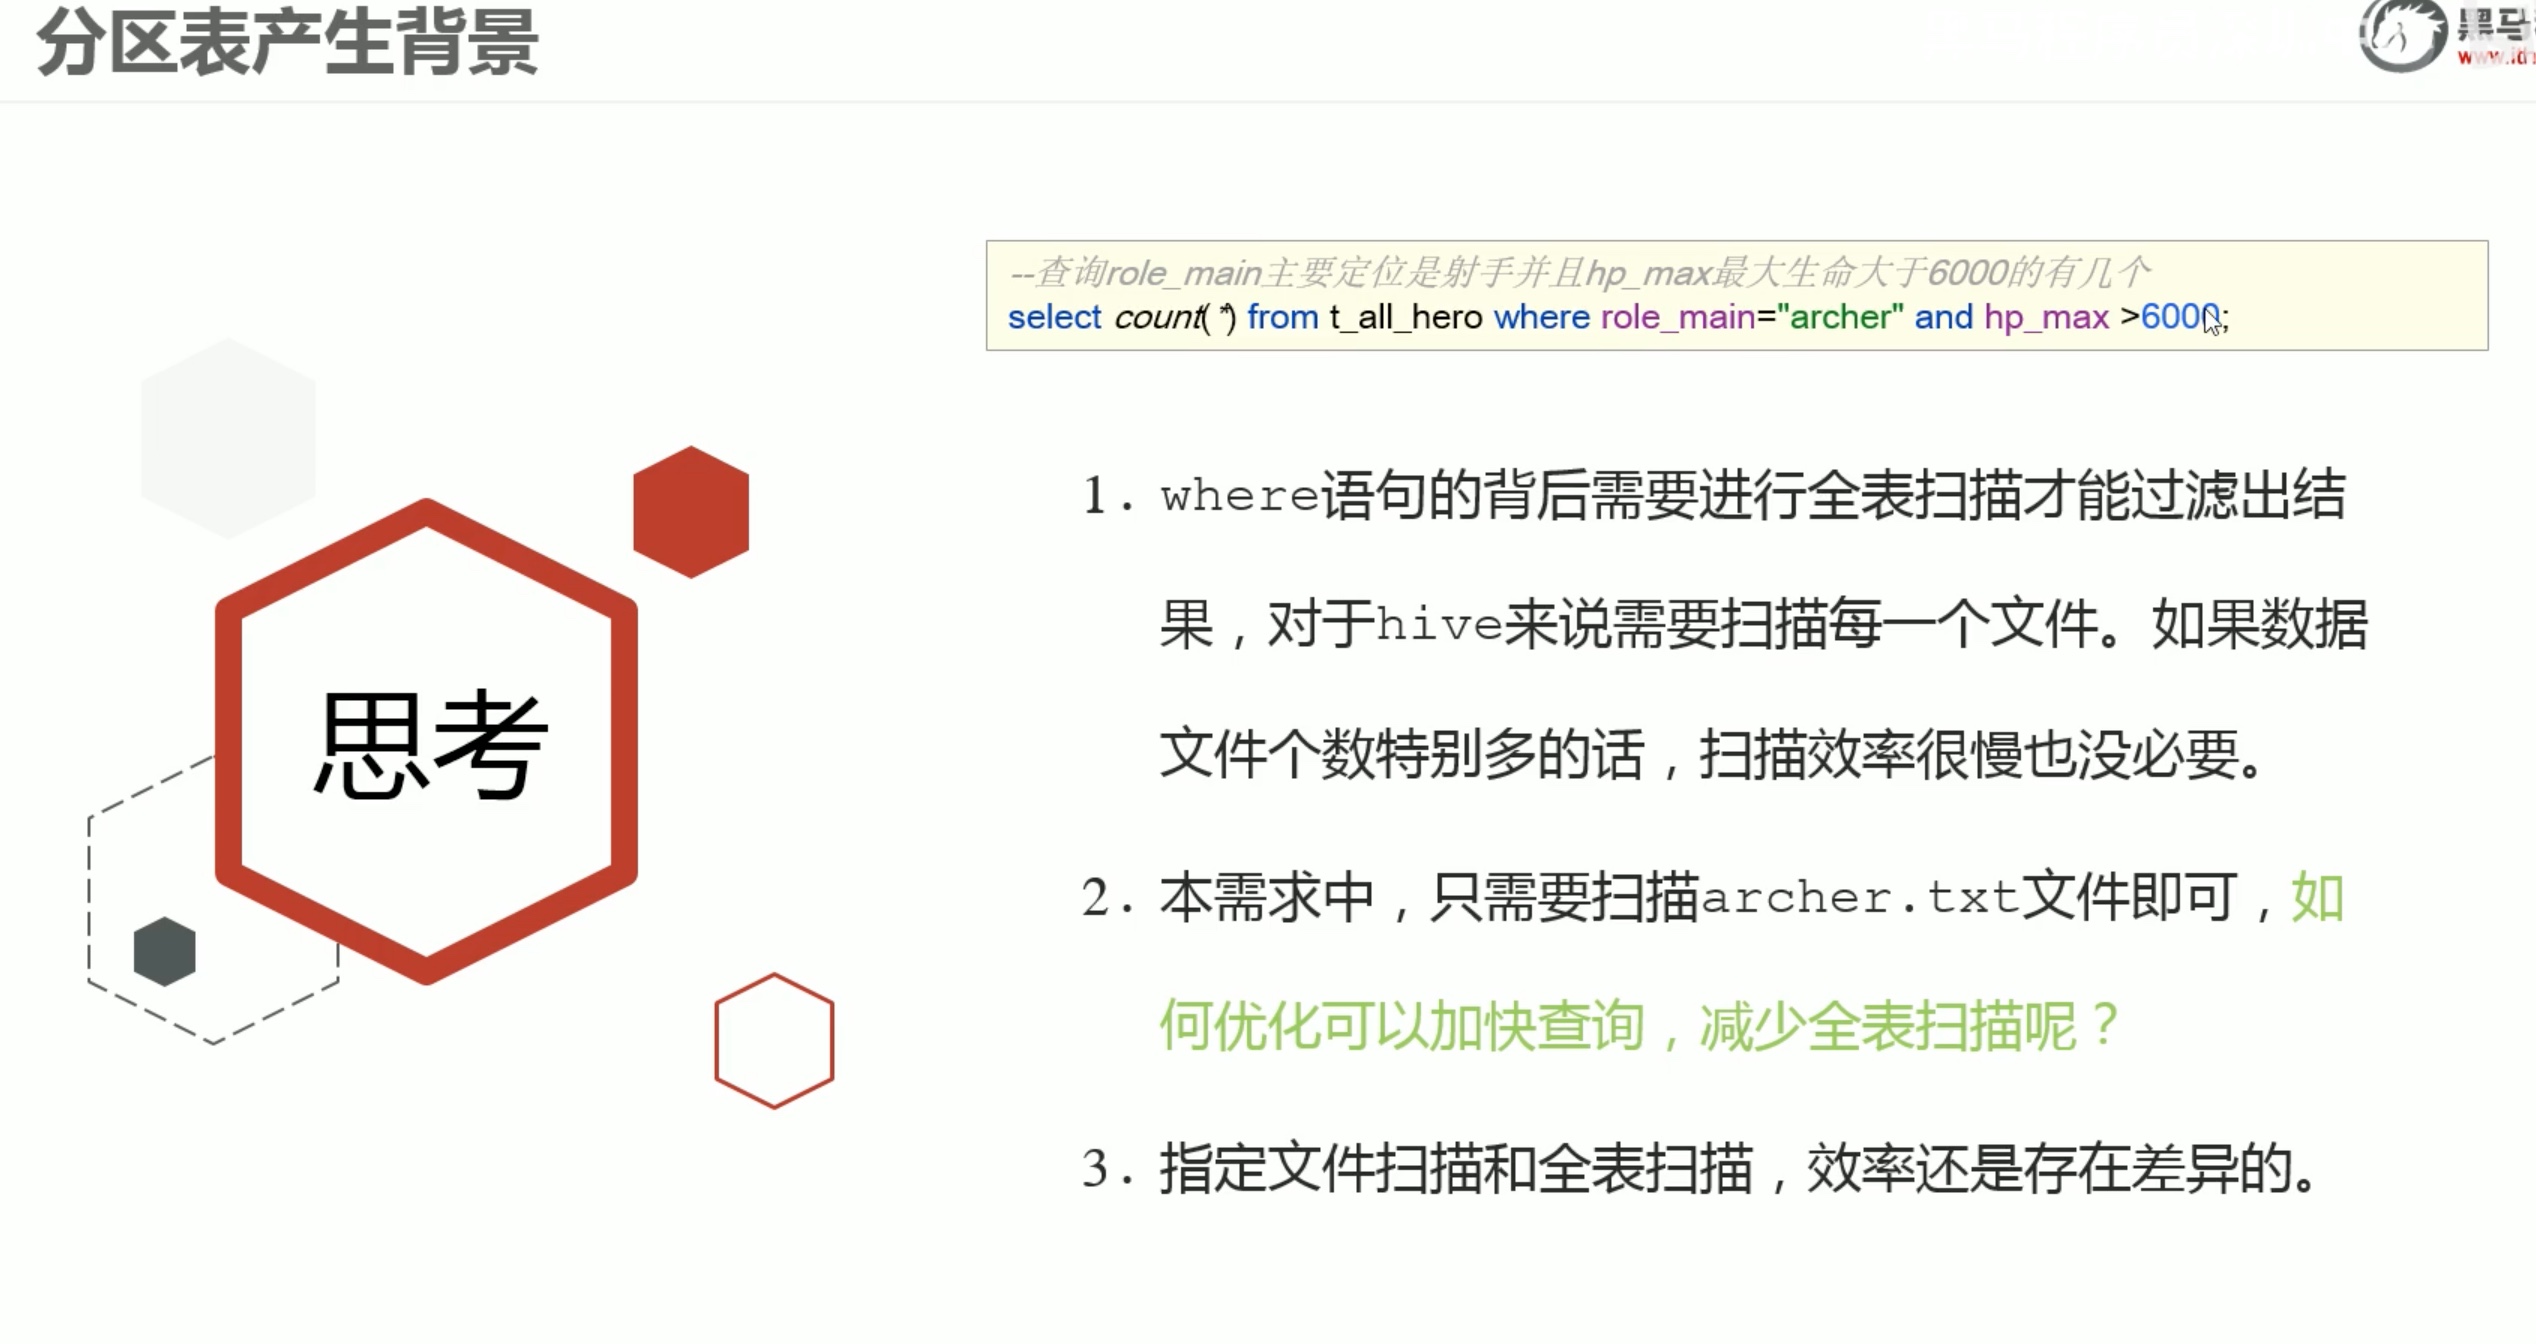 分区表产生背景
黑马
--查询role_main主要定位是射手并且hp_max最大生命大于6000的有几个
select count(*) from t_all_hero where role_main="archer" and hp_max >6000;
思考
1. where语句的背后需要进行全表扫描才能过滤出结
果，对于hive来说需要扫描每一个文件。如果数据
文件个数特别多的话，扫描效率很慢也没必要。
2. 本需求中，只需要扫描archer.txt文件即可，如
何优化可以加快查询，减少全表扫描呢？
3. 指定文件扫描和全表扫描，效率还是存在差异的。